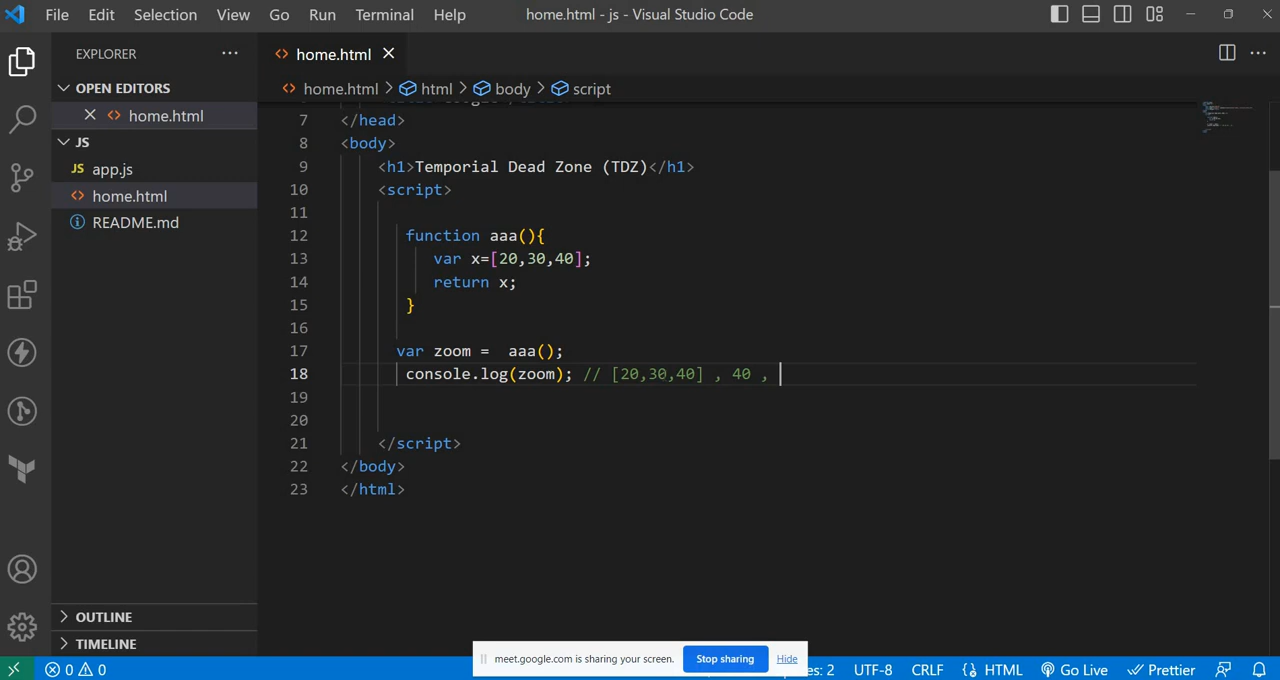 File Edit Selection View Go Run Terminal Help
home.html - js - Visual Studio Code
EXPLORER
home.html
OPEN EDITORS
home.html
JS
JS app.js
home.html
README.md
OUTLINE
TIMELINE
home.html > html > body > script
7 </head>
8 <body>
9 <h1>Temporial Dead Zone (TDZ)</h1>
10 <script>
11
12 function aaa(){
13 var x=[20,30,40];
14 return x;
15 }
16
17 var zoom = aaa();
18 console.log(zoom); // [20,30,40] , 40 ,
19
20
21 </script>
22 </body>
23 </html>
meet.google.com is sharing your screen. Stop sharing Hide
0 0 es: 2 UTF-8 CRLF HTML Go Live Prettier